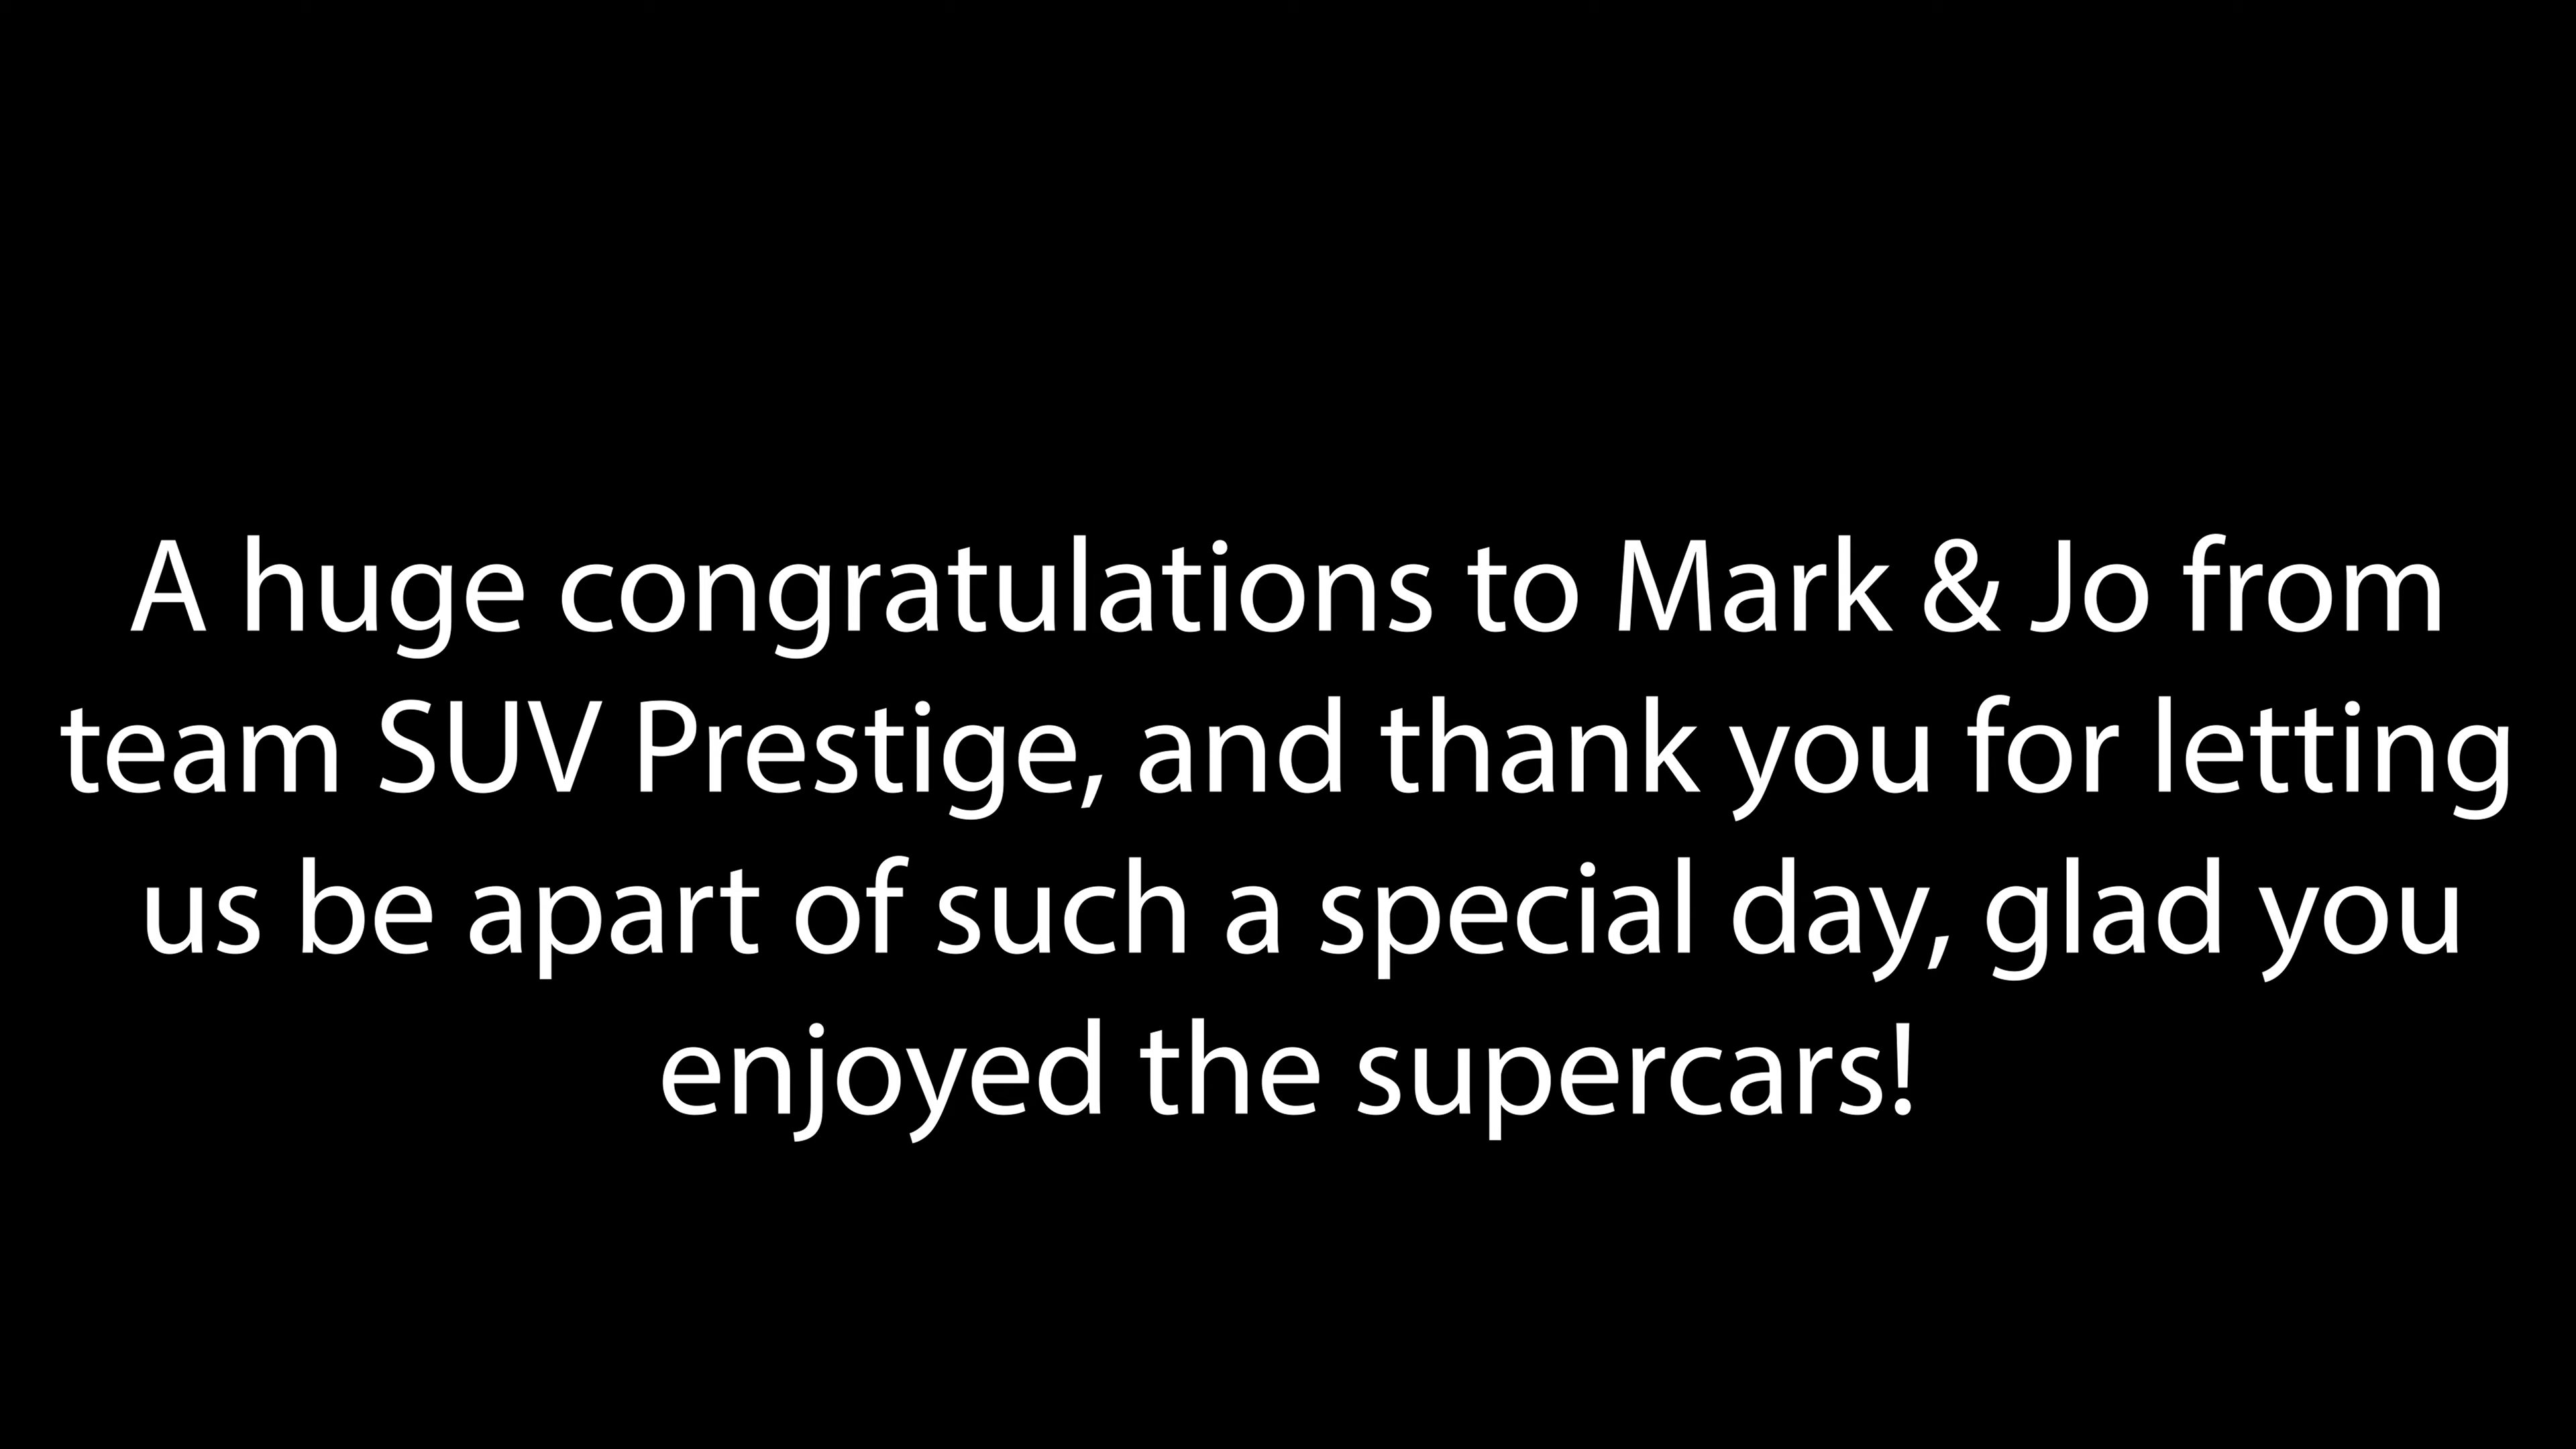 A huge congratulations to Mark & Jo from
team SUV Prestige, and thank you for letting
us be apart of such a special day, glad you
enjoyed the supercars!